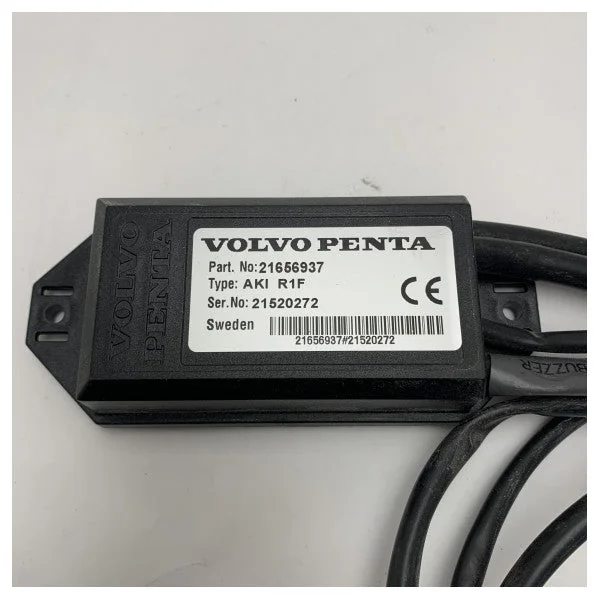 VOLVO
PENTA
VOLVO PENTA
Part. No:21656937
Type: AKI R1F
Ser.No: 21520272
CE
Sweden
21656937#21520272
BUZZER